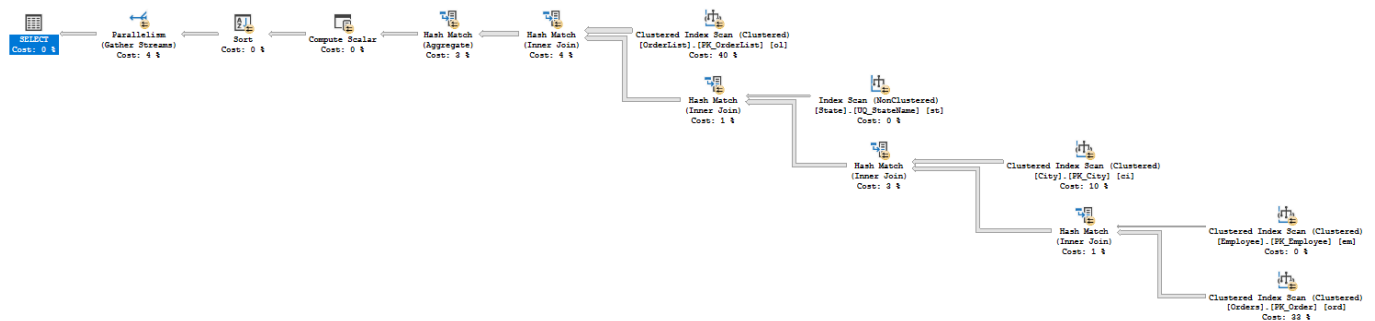 SELECT
Cost: 0 %
Parallelism
(Gather Streams)
Cost: 4 %
Sort
Cost: 0 %
Compute Scalar
Cost: 0 %
Hash Match
(Aggregate)
Cost: 3 %
Hash Match
(Inner Join)
Cost: 4 %
Clustered Index Scan (Clustered)
[OrderList].[PK_OrderList] [ol]
Cost: 40 %
Hash Match
(Inner Join)
Cost: 1 %
Index Scan (NonClustered)
[State].[UQ_StateName] [st]
Cost: 0 %
Hash Match
(Inner Join)
Cost: 3 %
Clustered Index Scan (Clustered)
[City].[PK_City] [ci]
Cost: 10 %
Hash Match
(Inner Join)
Cost: 1 %
Clustered Index Scan (Clustered)
[Employee].[PK_Employee] [em]
Cost: 0 %
Clustered Index Scan (Clustered)
[Orders].[PK_Order] [ord]
Cost: 33 %